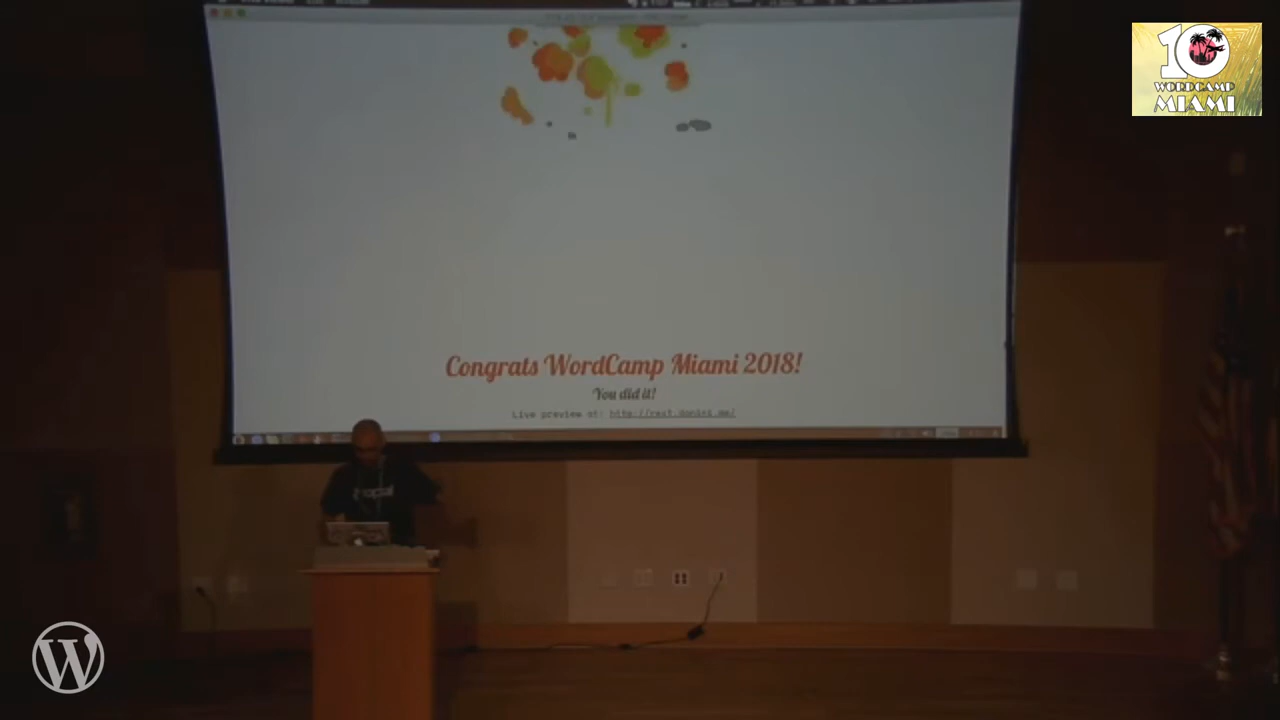 10
WORDCAMP
MIAMI
Congrats WordCamp Miami 2018!
You did it!
Live preview at: